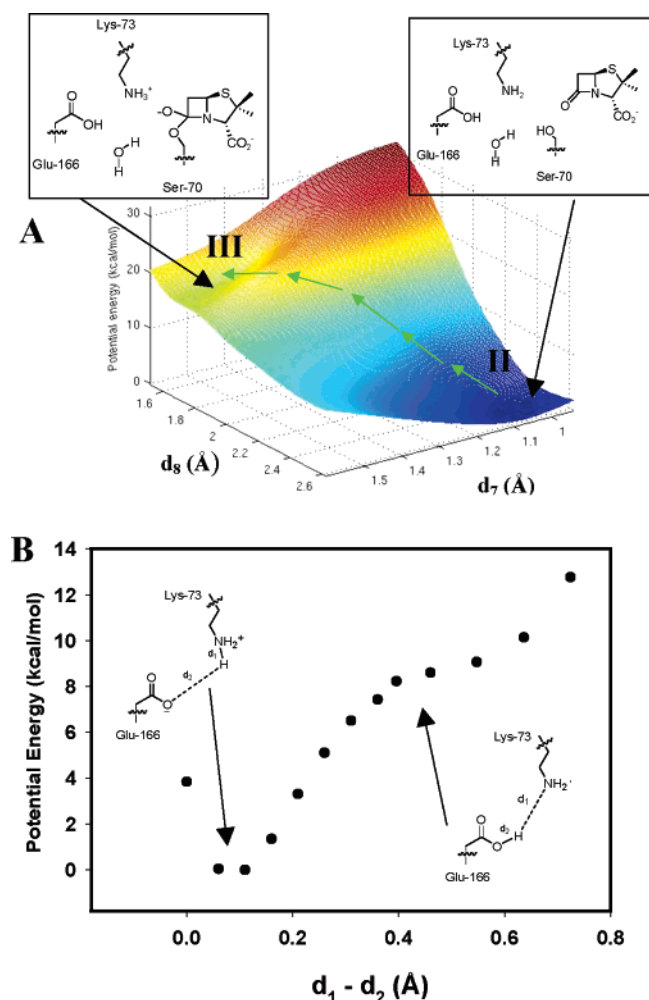 Lys-73
NH3+
OH
Glu-166
H O H
-O
O
N
S
CO2-
Ser-70
Lys-73
NH2
OH
Glu-166
H O H
HO
Ser-70
O
N
S
CO2-
A
III
II
Potential energy (kcal/mol)
30
20
10
0
1.6
1.8
2
2.2
2.4
2.6
d8 (Å)
1.5
1.4
1.3
1.2
1.1
1
d7 (Å)
B
Potential Energy (kcal/mol)
14
12
10
8
6
4
2
0
Lys-73
NH2+
d1
H
d2
O
O-
Glu-166
Lys-73
NH2
d1
d2
O
O
H
Glu-166
0.0
0.2
0.4
0.6
0.8
d1 - d2 (Å)